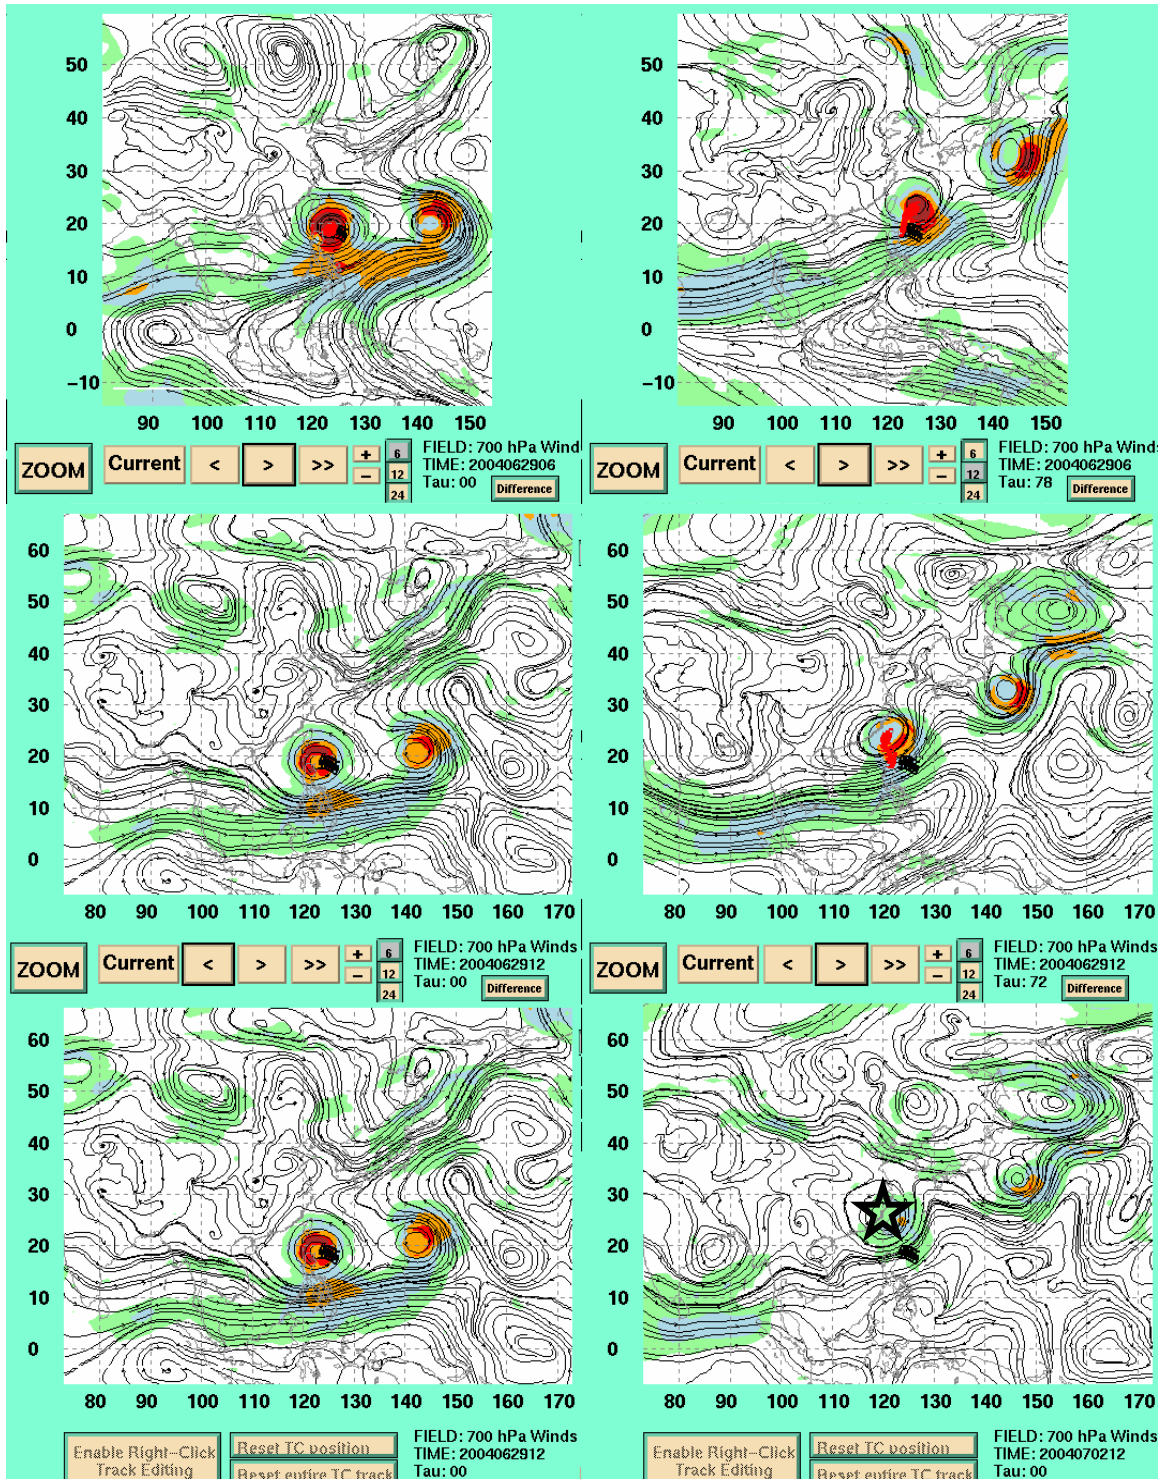 50
40
30
20
10
0
−10
90 100 110 120 130 140 150
ZOOM
Current < > >> + − 6 12 24
FIELD: 700 hPa Wind
TIME: 2004062906
Tau: 00 Difference
50
40
30
20
10
0
−10
90 100 110 120 130 140 150
ZOOM
Current < > >> + − 6 12 24
FIELD: 700 hPa Wind
TIME: 2004062906
Tau: 78 Difference
60
50
40
30
20
10
0
80 90 100 110 120 130 140 150 160 170
ZOOM
Current < > >> + − 6 12 24
FIELD: 700 hPa Winds
TIME: 2004062912
Tau: 00 Difference
60
50
40
30
20
10
0
80 90 100 110 120 130 140 150 160 170
ZOOM
Current < > >> + − 6 12 24
FIELD: 700 hPa Winds
TIME: 2004062912
Tau: 72 Difference
60
50
40
30
20
10
0
80 90 100 110 120 130 140 150 160 170
Enable Right−Click
Track Editing
Reset TC position
Reset entire TC track
FIELD: 700 hPa Winds
TIME: 2004062912
Tau: 00
60
50
40
30
20
10
0
80 90 100 110 120 130 140 150 160 170
Enable Right−Click
Track Editing
Reset TC position
Reset entire TC track
FIELD: 700 hPa Winds
TIME: 2004070212
Tau: 00